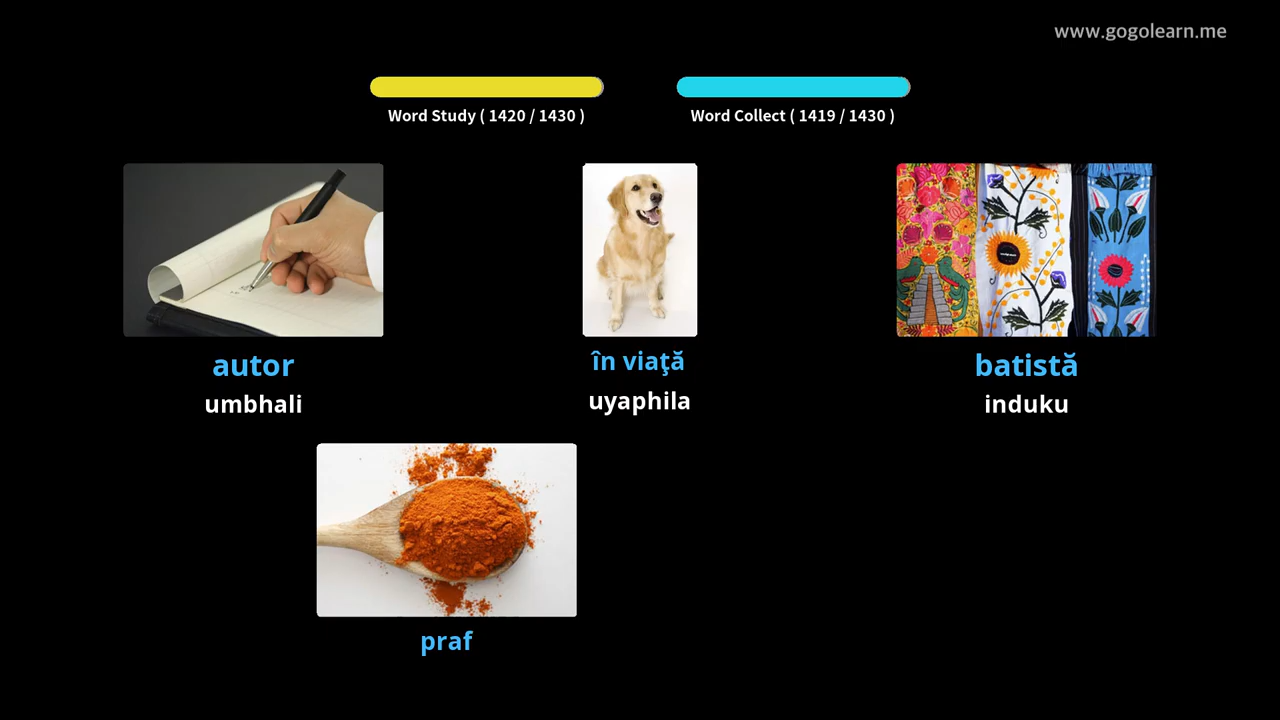 www.gogolearn.me
Word Study ( 1420 / 1430 )
Word Collect ( 1419 / 1430 )
autor
umbhali
în viaţă
uyaphila
batistă
induku
praf